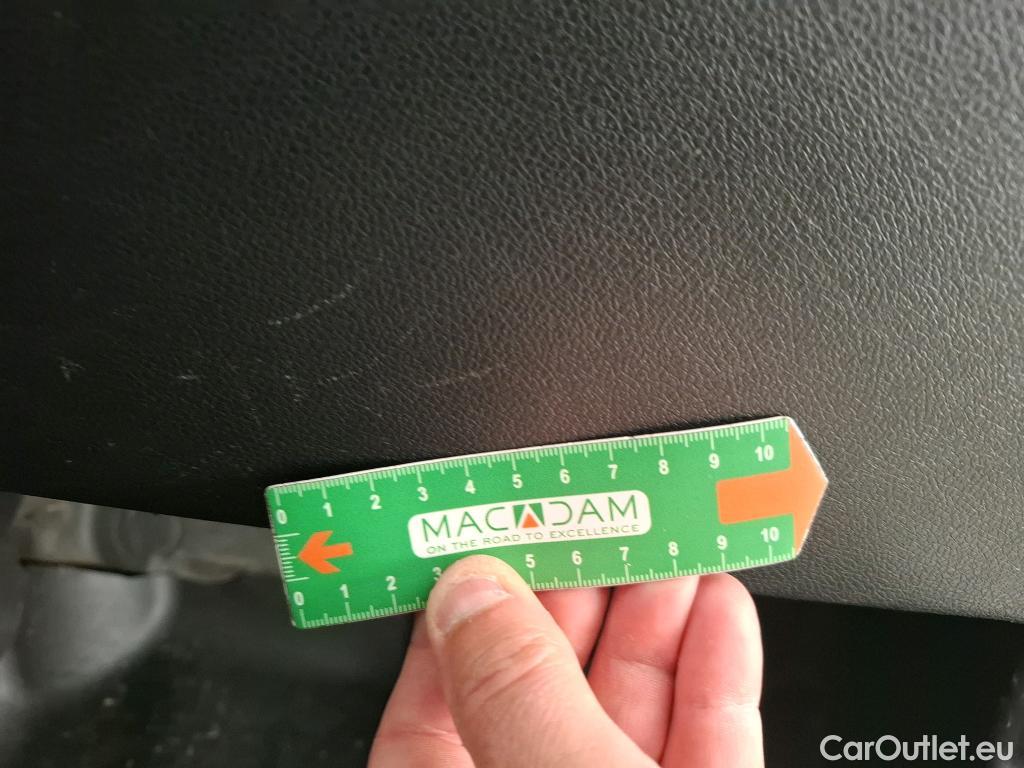 0 1 2 3 4 5 6 7 8 9 10
MACADAM
ON THE ROAD TO EXCELLENCE
0 1 2 3 5 6 7 8 9 10
CarOutlet.eu